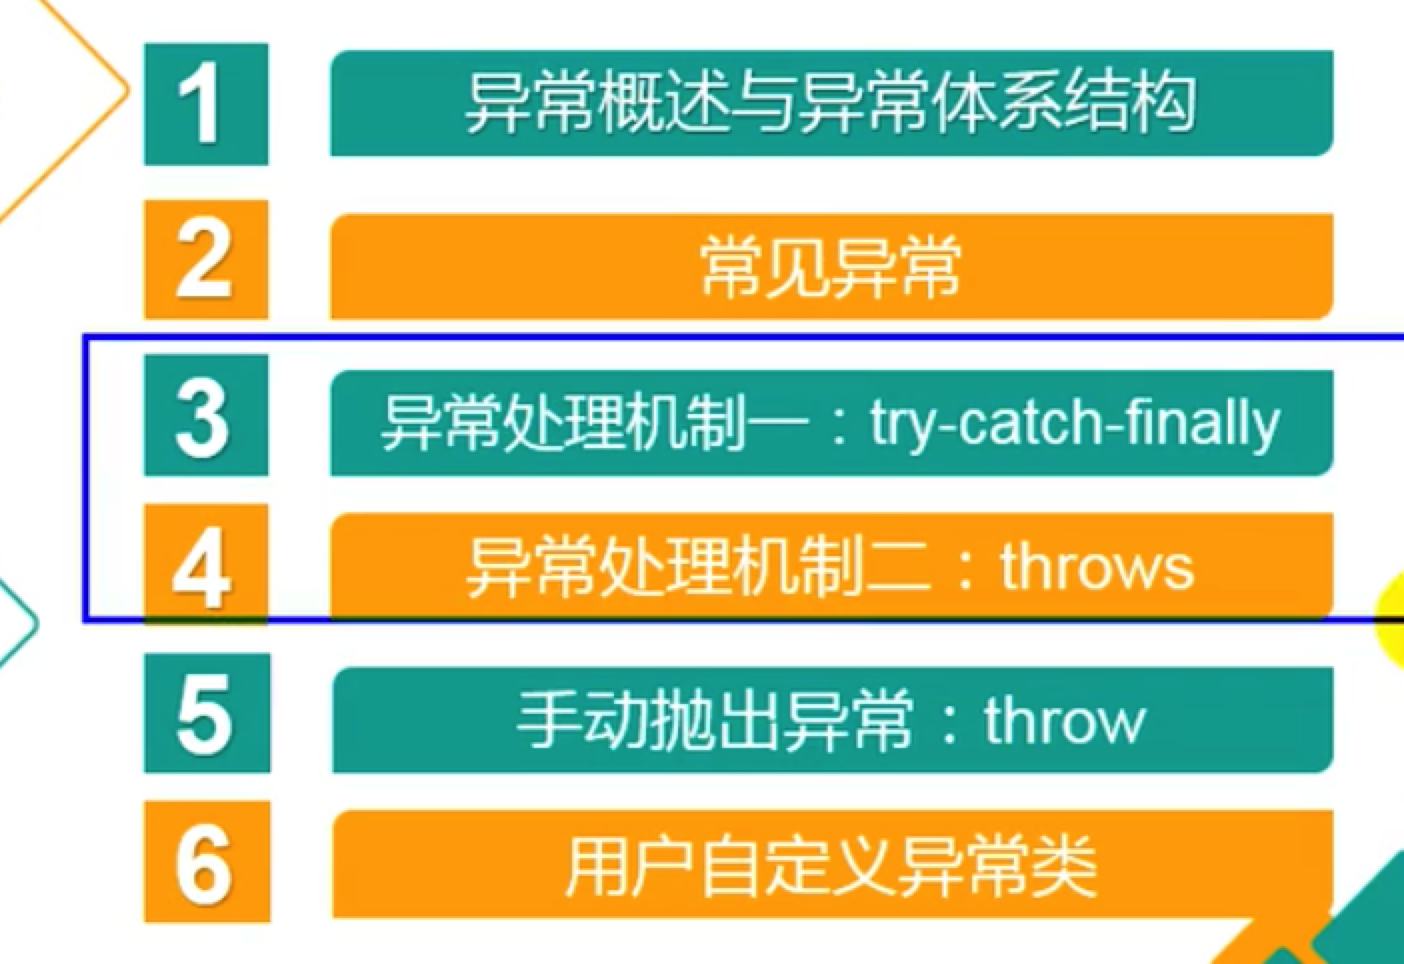 1 异常概述与异常体系结构
2 常见异常
3 异常处理机制一：try-catch-finally
4 异常处理机制二：throws
5 手动抛出异常：throw
6 用户自定义异常类